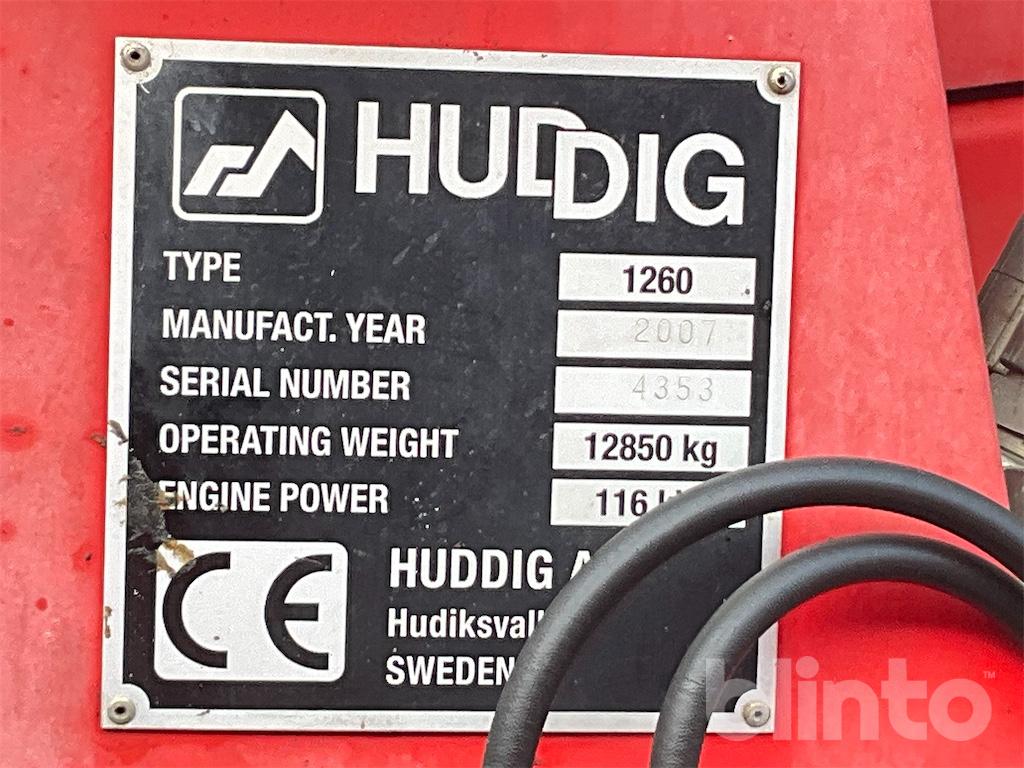 HUDDIG
TYPE 1260
MANUFACT. YEAR 2007
SERIAL NUMBER 4353
OPERATING WEIGHT 12850 kg
ENGINE POWER 116
CE
HUDDIG
SWEDEN
blinto™